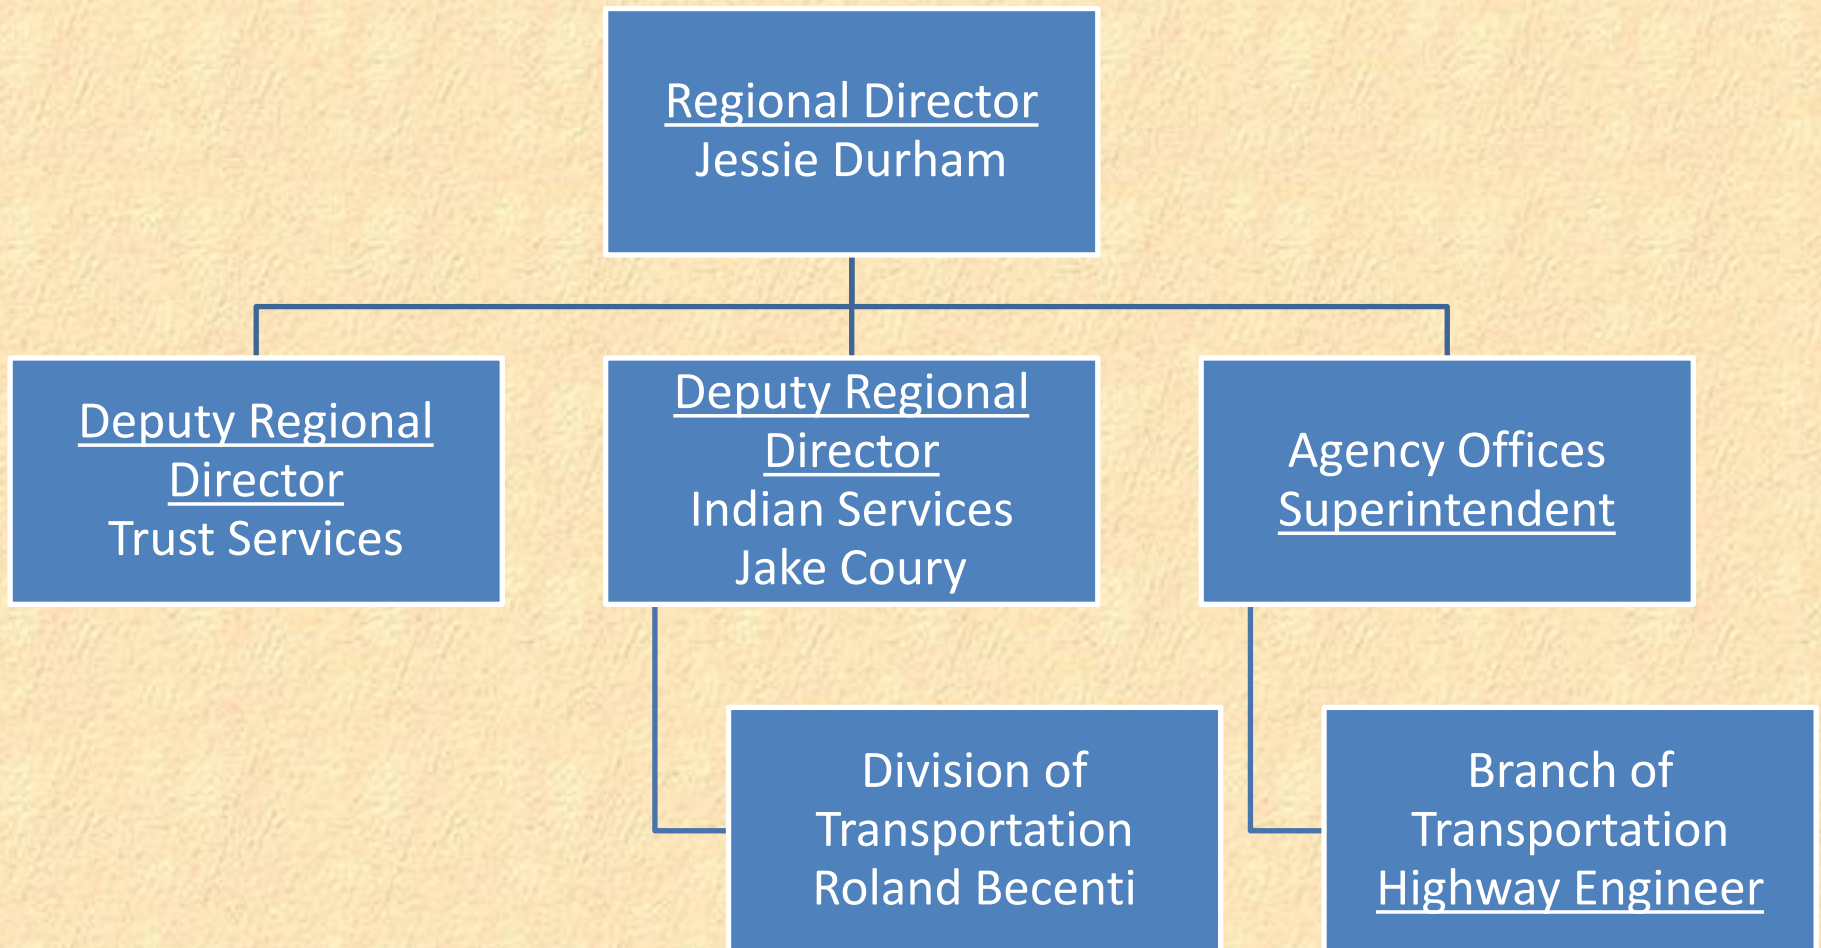 Regional Director
Jessie Durham
Deputy Regional
Director
Trust Services
Deputy Regional
Director
Indian Services
Jake Coury
Agency Offices
Superintendent
Division of
Transportation
Roland Becenti
Branch of
Transportation
Highway Engineer